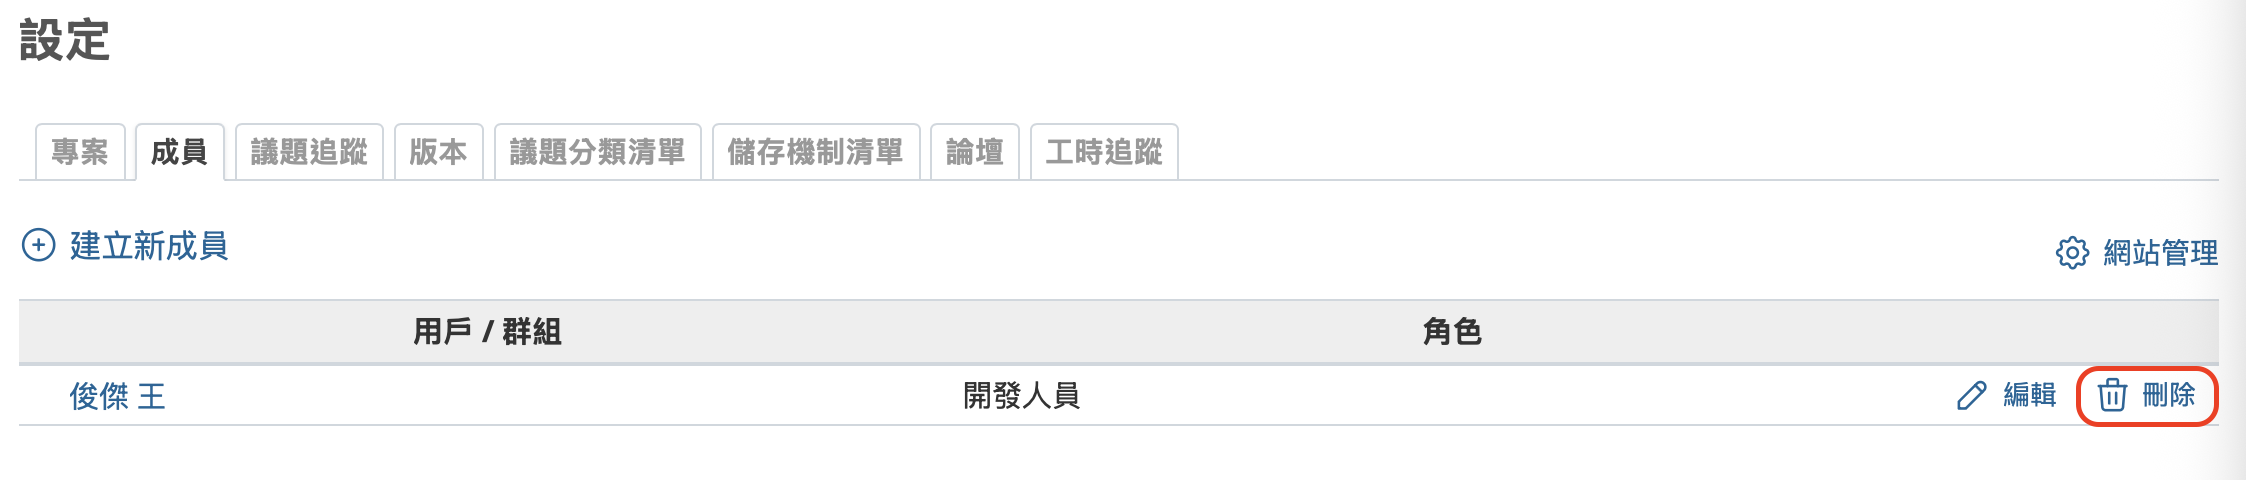 設定
專案 成員 議題追蹤 版本 議題分類清單 儲存機制清單 論壇 工時追蹤
建立新成員 網站管理
用戶 / 群組 角色
俊傑 王 開發人員 編輯 刪除